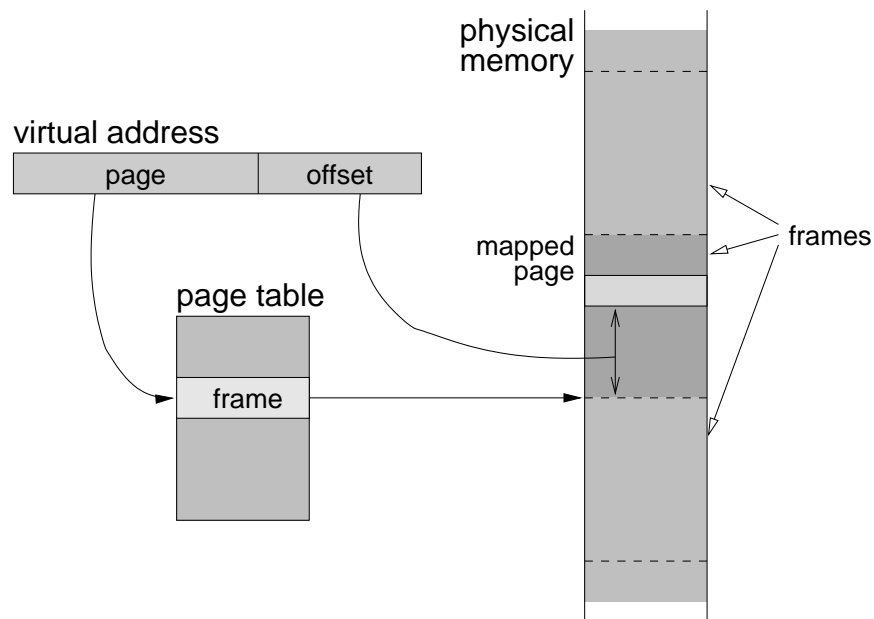 physical
memory
virtual address
page
offset
mapped
page
frames
page table
frame